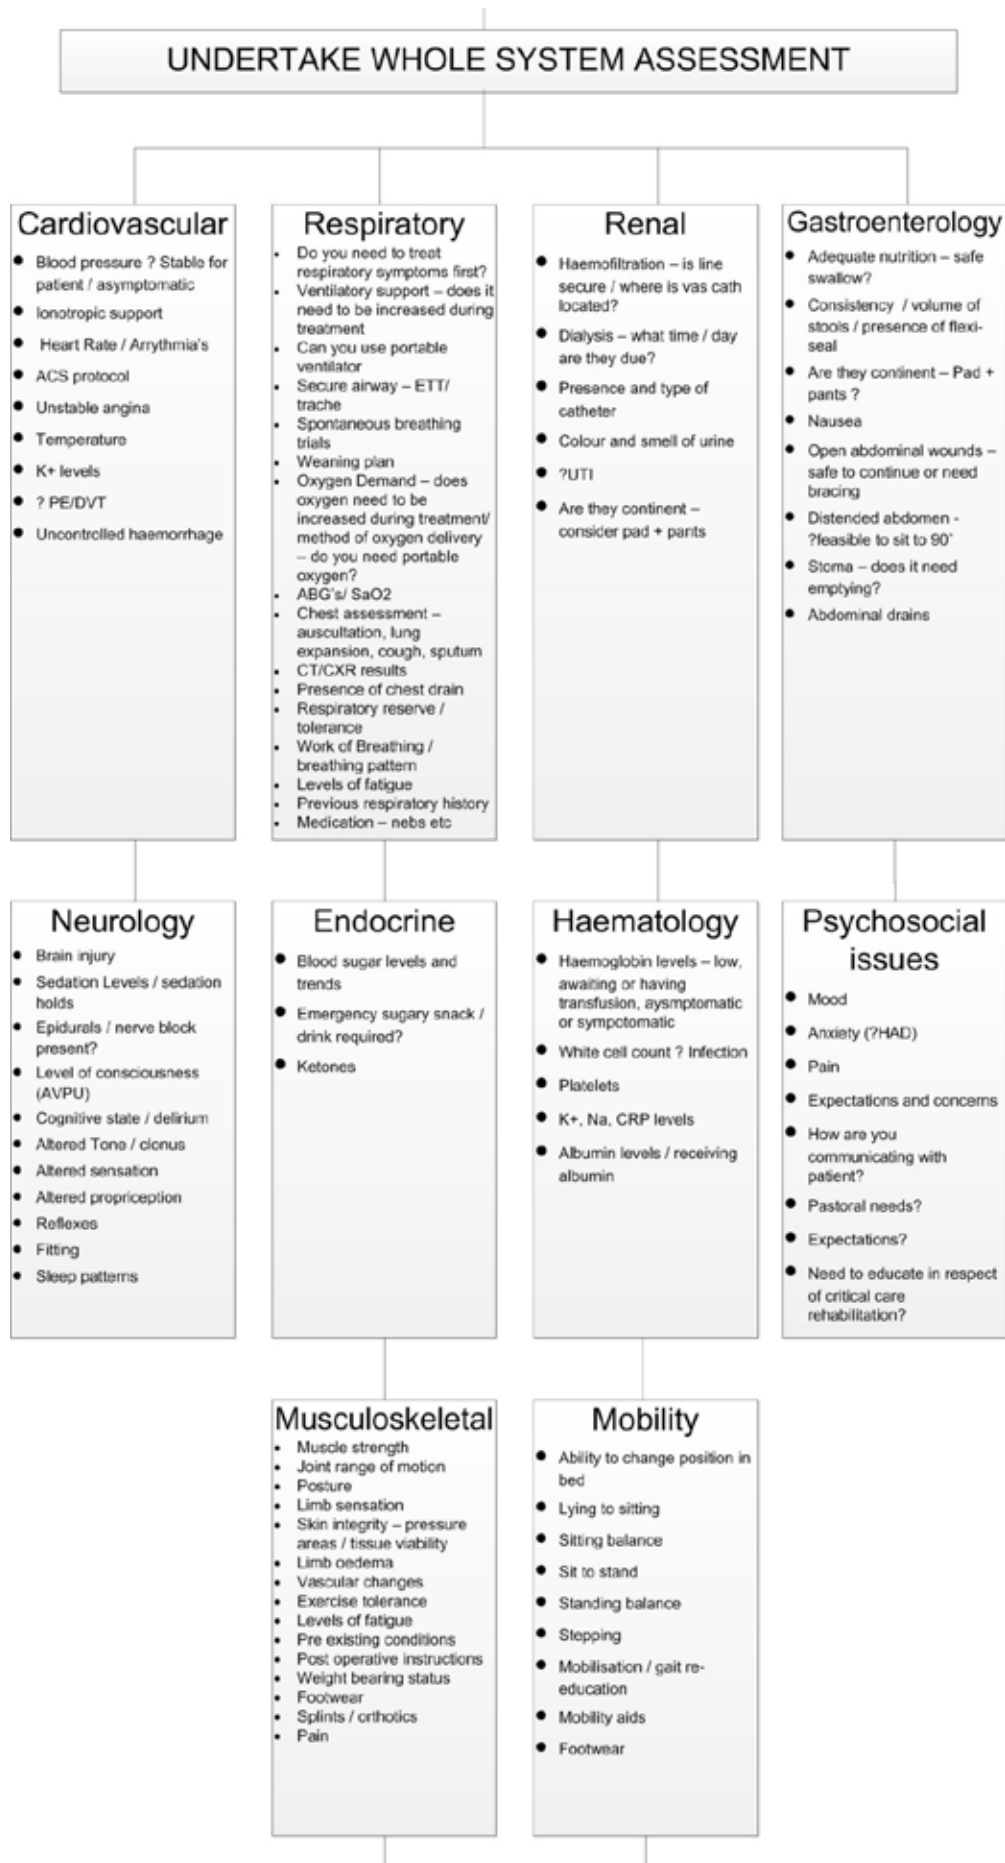 UNDERTAKE WHOLE SYSTEM ASSESSMENT
Cardiovascular
● Blood pressure ? Stable for
patient / asymptomatic
● Ionotropic support
● Heart Rate / Arrythmia's
● ACS protocol
● Unstable angina
● Temperature
● K+ levels
● ? PE/DVT
● Uncontrolled haemorrhage
Respiratory
• Do you need to treat
respiratory symptoms first?
• Ventilatory support – does it
need to be increased during
treatment
• Can you use portable
ventilator
• Secure airway – ETT/
trache
• Spontaneous breathing
trials
• Weaning plan
• Oxygen Demand – does
oxygen need to be
increased during treatment/
method of oxygen delivery
– do you need portable
oxygen?
• ABG's/ SaO2
• Chest assessment –
auscultation, lung
expansion, cough, sputum
• CT/CXR results
• Presence of chest drain
• Respiratory reserve /
tolerance
• Work of Breathing /
breathing pattern
• Levels of fatigue
• Previous respiratory history
• Medication – nebs etc
Renal
● Haemofiltration – is line
secure / where is vas cath
located?
● Dialysis – what time / day
are they due?
● Presence and type of
catheter
● Colour and smell of urine
● ?UTI
● Are they continent –
consider pad + pants
Gastroenterology
● Adequate nutrition – safe
swallow?
● Consistency / volume of
stools / presence of flexi-
seal
● Are they continent – Pad +
pants ?
● Nausea
● Open abdominal wounds –
safe to continue or need
bracing
● Distended abdomen -
?feasible to sit to 90°
● Stoma – does it need
emptying?
● Abdominal drains
Neurology
● Brain injury
● Sedation Levels / sedation
holds
● Epidurals / nerve block
present?
● Level of consciousness
(AVPU)
● Cognitive state / delirium
● Altered Tone / clonus
● Altered sensation
● Altered propriception
● Reflexes
● Fitting
● Sleep patterns
Endocrine
● Blood sugar levels and
trends
● Emergency sugary snack /
drink required?
● Ketones
Haematology
● Haemoglobin levels – low,
awaiting or having
transfusion, aysmptomatic
or sympotomatic
● White cell count ? Infection
● Platelets
● K+, Na, CRP levels
● Albumin levels / receiving
albumin
Psychosocial
issues
● Mood
● Anxiety (?HAD)
● Pain
● Expectations and concerns
● How are you
communicating with
patient?
● Pastoral needs?
● Expectations?
● Need to educate in respect
of critical care
rehabilitation?
Musculoskeletal
• Muscle strength
• Joint range of motion
• Posture
• Limb sensation
• Skin integrity – pressure
areas / tissue viability
• Limb oedema
• Vascular changes
• Exercise tolerance
• Levels of fatigue
• Pre existing conditions
• Post operative instructions
• Weight bearing status
• Footwear
• Splints / orthotics
• Pain
Mobility
● Ability to change position in
bed
● Lying to sitting
● Sitting balance
● Sit to stand
● Standing balance
● Stepping
● Mobilisation / gait re-
education
● Mobility aids
● Footwear